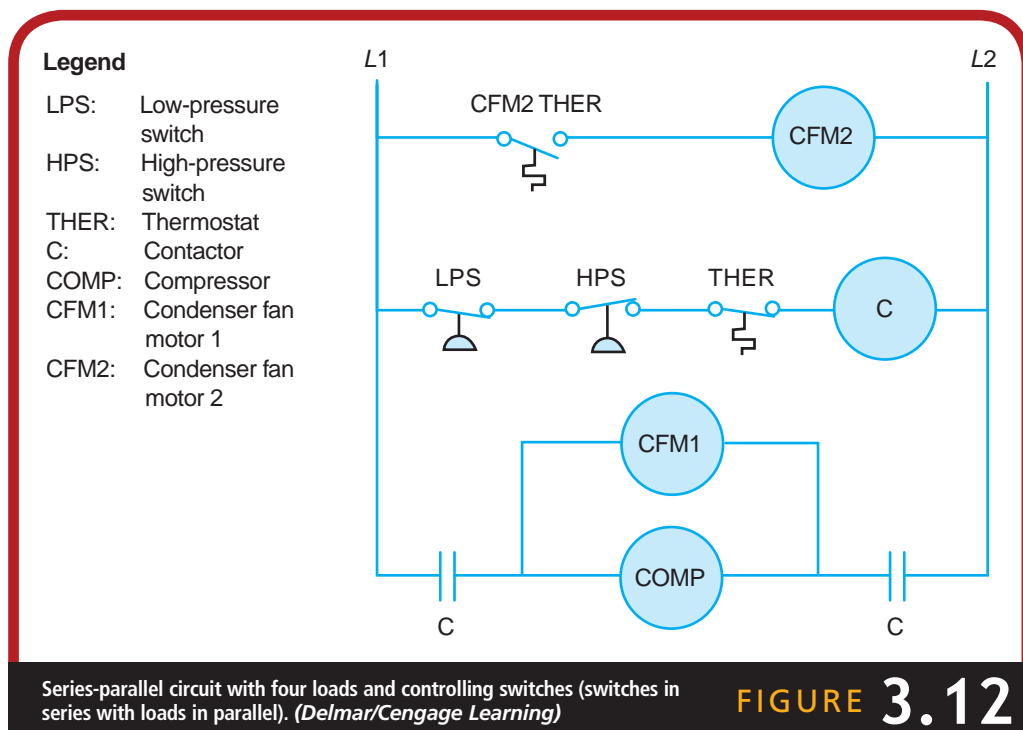 Legend
LPS: Low-pressure
switch
HPS: High-pressure
switch
THER: Thermostat
C: Contactor
COMP: Compressor
CFM1: Condenser fan
motor 1
CFM2: Condenser fan
motor 2
L1
L2
CFM2 THER
CFM2
LPS
HPS
THER
C
CFM1
COMP
C
C
Series-parallel circuit with four loads and controlling switches (switches in
series with loads in parallel). (Delmar/Cengage Learning)
FIGURE 3.12